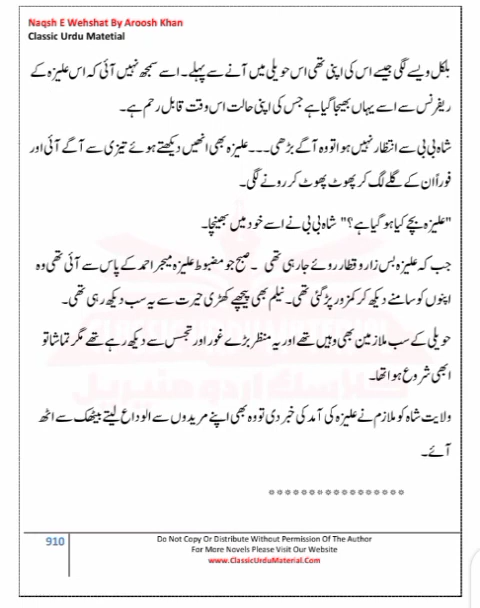 Naqsh E Wehshat By Aroosh Khan
Classic Urdu Matetial
بلکل ویسے لگی جیسے اس کی اپنی تھی اس حویلی میں آنے سے پہلے۔ اسے سمجھ نہیں آئی کہ اس علیزہ کے
ریفرنس سے اسے یہاں بھیجا گیا ہے جس کی اپنی حالت اس وقت قابل رحم ہے۔
شاہ بی بی سے انتظار نہیں ہوا تو وہ آگے بڑھی ۔۔۔ علیزہ بھی انھیں دیکھتے ہوئے تیزی سے آگے آئی اور
فوراً ان کے گلے لگ کر پھوٹ پھوٹ کر رونے لگی۔
"علیزہ بچے کیا ہو گیا ہے؟" شاہ بی بی نے اسے خود میں بھینچا۔
جب کہ علیزہ بس زار و قطار روئے جا رہی تھی ۔ صبح جو مضبوط علیزہ میجر احمد کے پاس سے آئی تھی وہ
اپنوں کو سامنے دیکھ کر کمزور پڑ گئی تھی۔ نیلم بھی پیچھے کھڑی حیرت سے یہ سب دیکھ رہی تھی۔
حویلی کے سب ملازمین بھی وہیں تھے اور یہ منظر بڑے غور اور تجسس سے دیکھ رہے تھے مگر تماشا تو
ابھی شروع ہوا تھا۔
ولایت شاہ کو ملازم نے علیزہ کی آمد کی خبر دی تو وہ بھی اپنے مریدوں سے الوداع لیتے بیٹھک سے اٹھ
آئے۔
*****************
910
Do Not Copy Or Distribute Without Permission Of The Author
For More Novels Please Visit Our Website
www.ClassicUrduMaterial.Com
کلاسک اردو مٹیریل